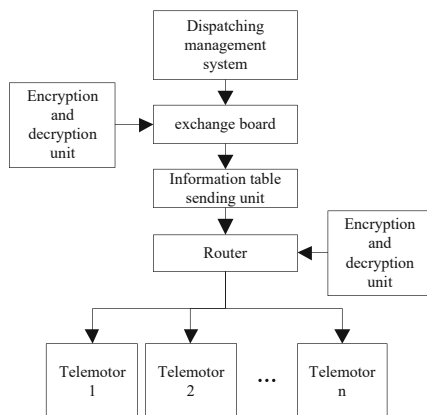 Dispatching
management
system
Encryption
and
decryption
unit
exchange board
Information table
sending unit
Encryption
and
decryption
unit
Router
Telemotor
1
Telemotor
2
...
Telemotor
n